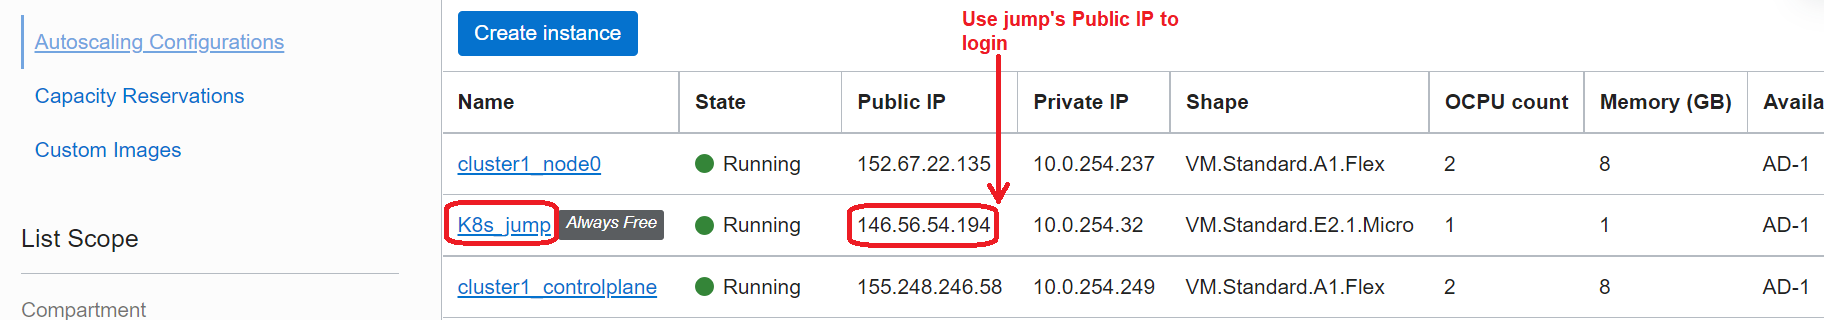 Autoscaling Configurations
Capacity Reservations
Custom Images
List Scope
Compartment
Create instance
Use jump's Public IP to
login
Name State Public IP Private IP Shape OCPU count Memory (GB) Availa
cluster1_node0 Running 152.67.22.135 10.0.254.237 VM.Standard.A1.Flex 2 8 AD-1
K8s_jump Always Free Running 146.56.54.194 10.0.254.32 VM.Standard.E2.1.Micro 1 1 AD-1
cluster1_controlplane Running 155.248.246.58 10.0.254.249 VM.Standard.A1.Flex 2 8 AD-1